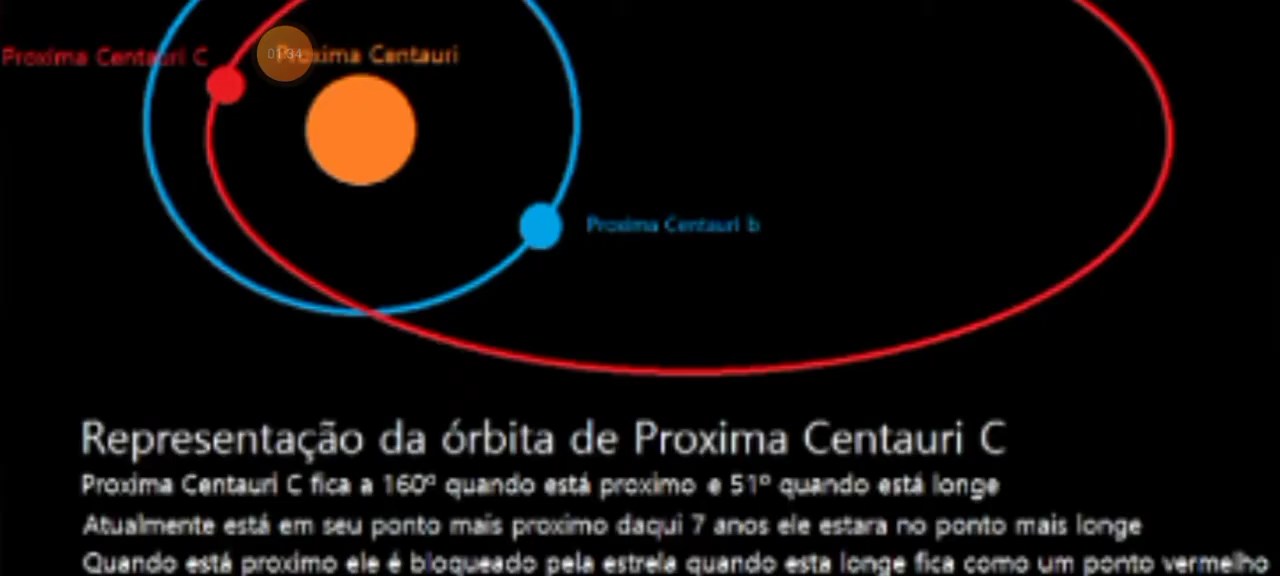 Proxima Centauri C
01:34
Proxima Centauri
Proxima Centauri b
Representação da órbita de Proxima Centauri C
Proxima Centauri C fica a 160º quando está proximo e 51º quando está longe
Atualmente está em seu ponto mais proximo daqui 7 anos ele estara no ponto mais longe
Quando está proximo ele é bloqueado pela estrela quando esta longe fica como um ponto vermelho